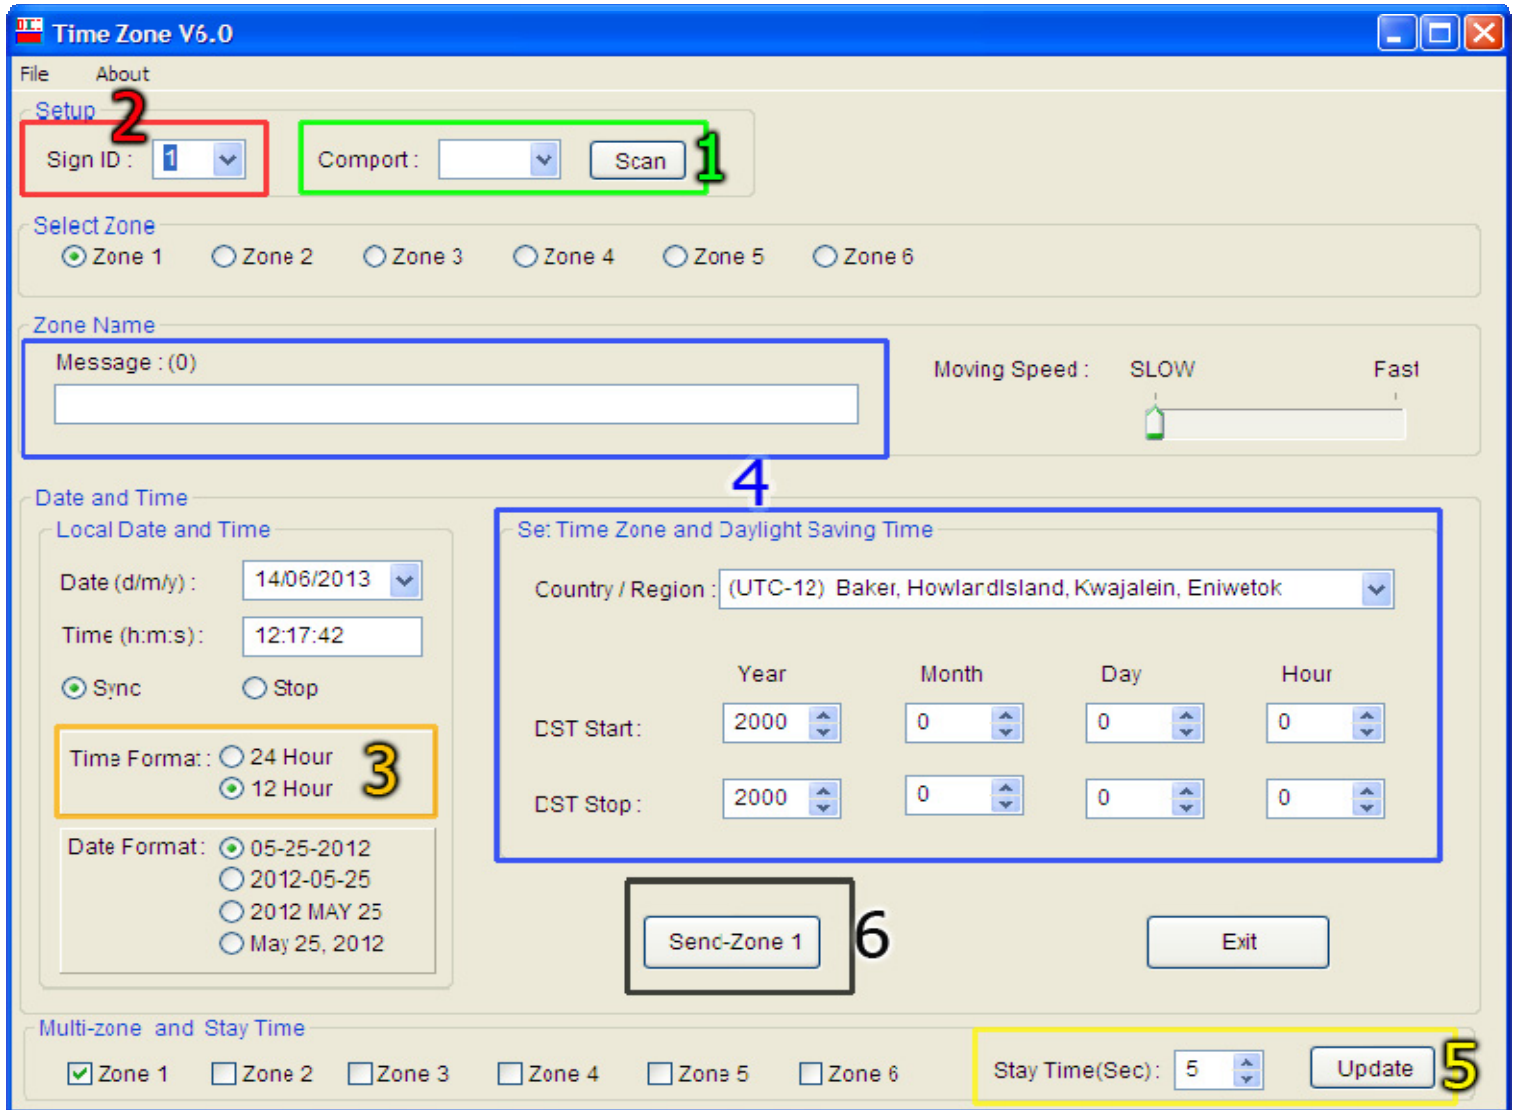 Time Zone V6.0
File About
Setup
2
Sign ID : 1 Comport : Scan 1
Select Zone
Zone 1 Zone 2 Zone 3 Zone 4 Zone 5 Zone 6
Zone Name
Message : (0)
Moving Speed : SLOW Fast
4
Date and Time
Local Date and Time
Date (d/m/y) : 14/06/2013
Time (h:m:s) : 12:17:42
Sync Stop
Time Format : 24 Hour
12 Hour
3
Date Format : 05-25-2012
2012-05-25
2012 MAY 25
May 25, 2012
Set Time Zone and Daylight Saving Time
Country / Region : (UTC-12) Baker, HowlandIsland, Kwajalein, Eniwetok
Year Month Day Hour
DST Start : 2000 0 0 0
DST Stop : 2000 0 0 0
Send-Zone 1 6 Exit
Multi-zone and Stay Time
Zone 1 Zone 2 Zone 3 Zone 4 Zone 5 Zone 6 Stay Time(Sec) : 5 Update 5